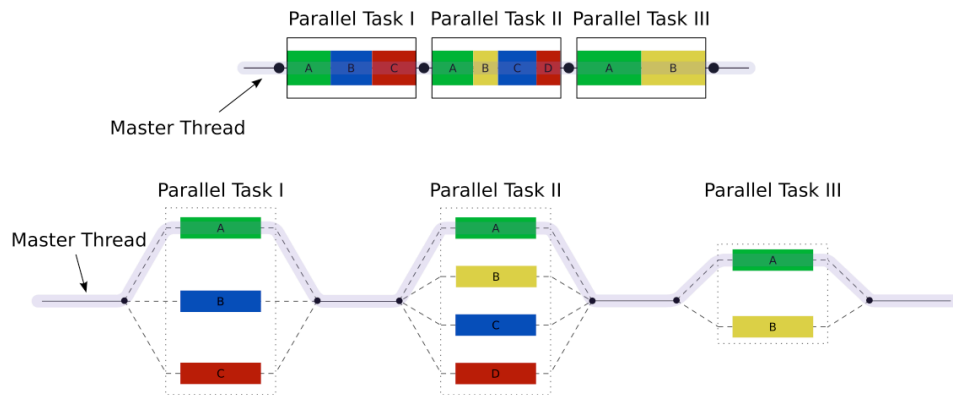 Parallel Task I Parallel Task II Parallel Task III
A B C A B C D A B
Master Thread
Parallel Task I Parallel Task II Parallel Task III
A A
Master Thread
A
B
B
C
B
C D